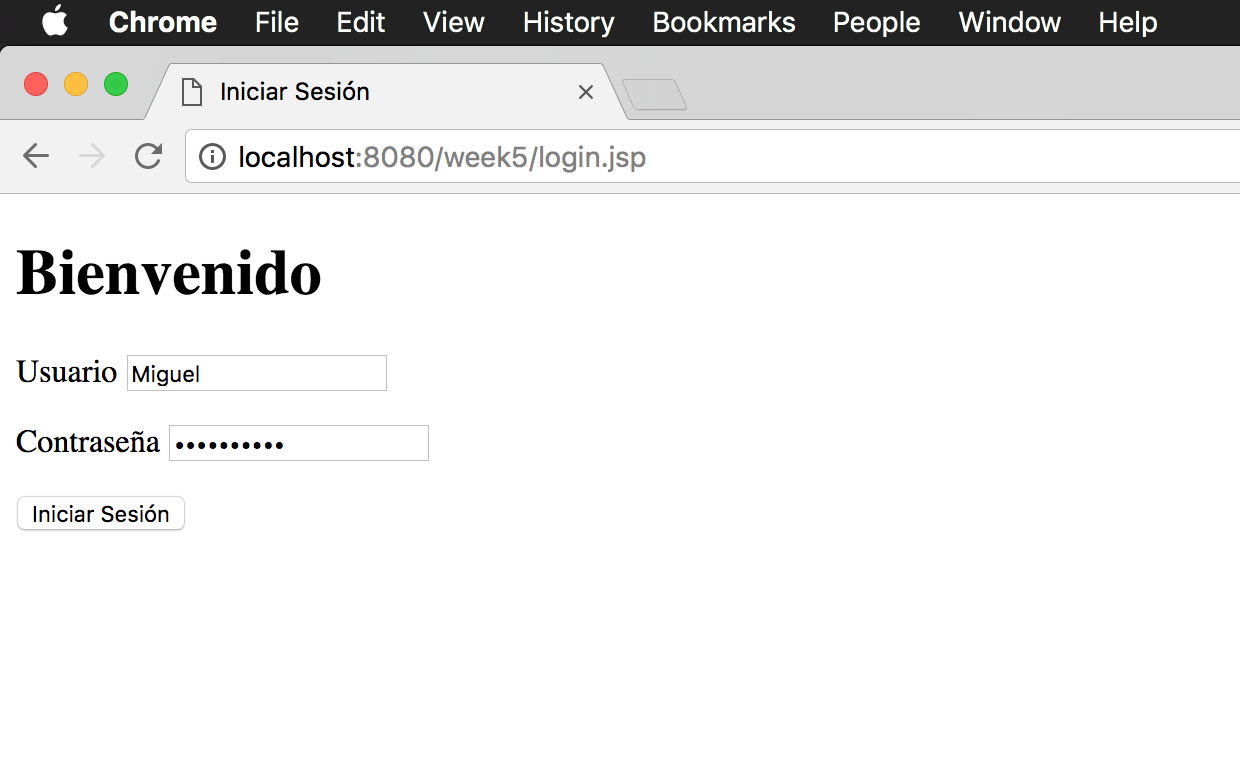 Chrome File Edit View History Bookmarks People Window Help
Iniciar Sesión
localhost:8080/week5/login.jsp
Bienvenido
Usuario Miguel
Contraseña ••••••••••
Iniciar Sesión